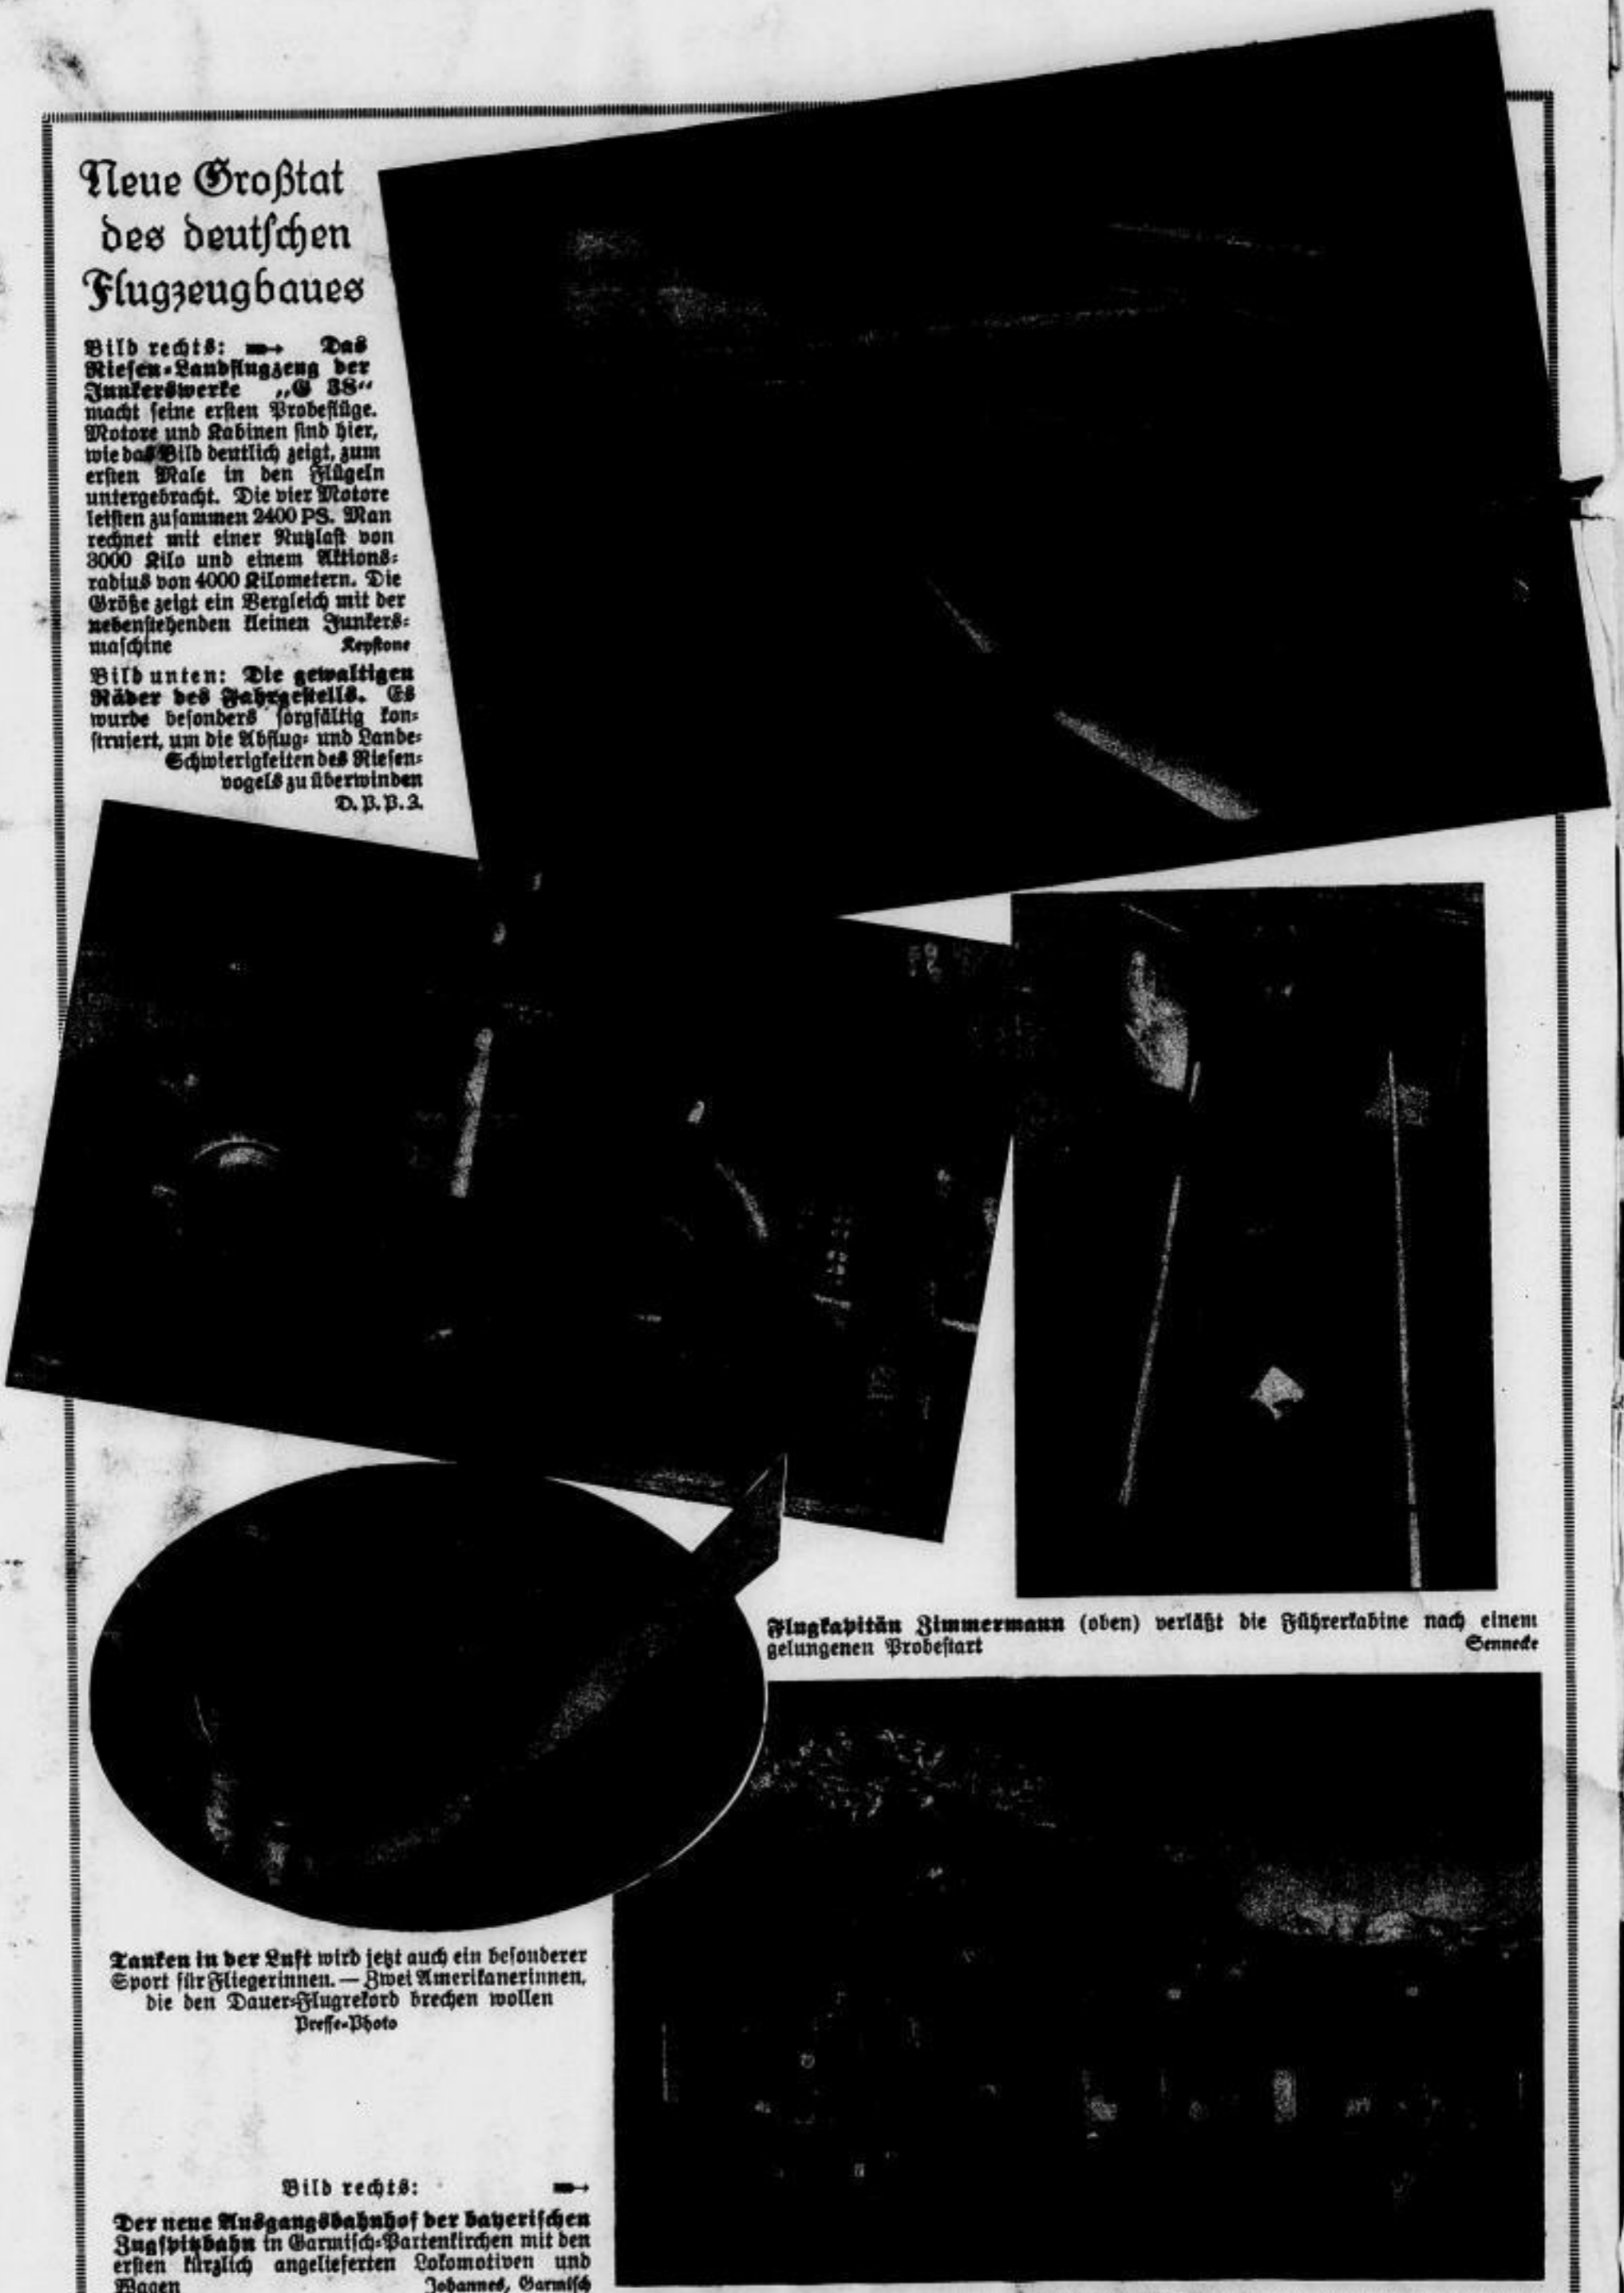 Neue Großtat
des deutschen
Flugzeugbaues
Bild rechts: Das
Riesen-Landflugzeug der
Junkerswerke „G 38“
macht seine ersten Probeflüge.
Motore und Kabinen sind hier,
wie das Bild deutlich zeigt, zum
ersten Male in den Flügeln
untergebracht. Die vier Motore
leisten zusammen 2400 PS. Man
rechnet mit einer Nutzlast von
3000 Kilo und einem Aktions-
radius von 4000 Kilometern. Die
Größe zeigt ein Vergleich mit der
nebenstehenden kleinen Junkers-
maschine Keystone
Bild unten: Die gewaltigen
Räder des Fahrgestells. Es
wurde besonders sorgfältig kon-
struiert, um die Abflug- und Lande-
Schwierigkeiten des Riesen-
vogels zu überwinden
D.P.P.Z.
Flugkapitän Zimmermann (oben) verläßt die Führerkabine nach einem
gelungenen Probestart Sennecke
Tanken in der Luft wird jetzt auch ein besonderer
Sport für Fliegerinnen. — Zwei Amerikanerinnen,
die den Dauer-Flugrekord brechen wollen
Presse-Photo
Bild rechts:
Der neue Ausgangsbahnhof der bayerischen
Zugspitzbahn in Garmisch-Partenkirchen mit den
ersten kürzlich angelieferten Lokomotiven und
Wagen Johannes, Garmisch